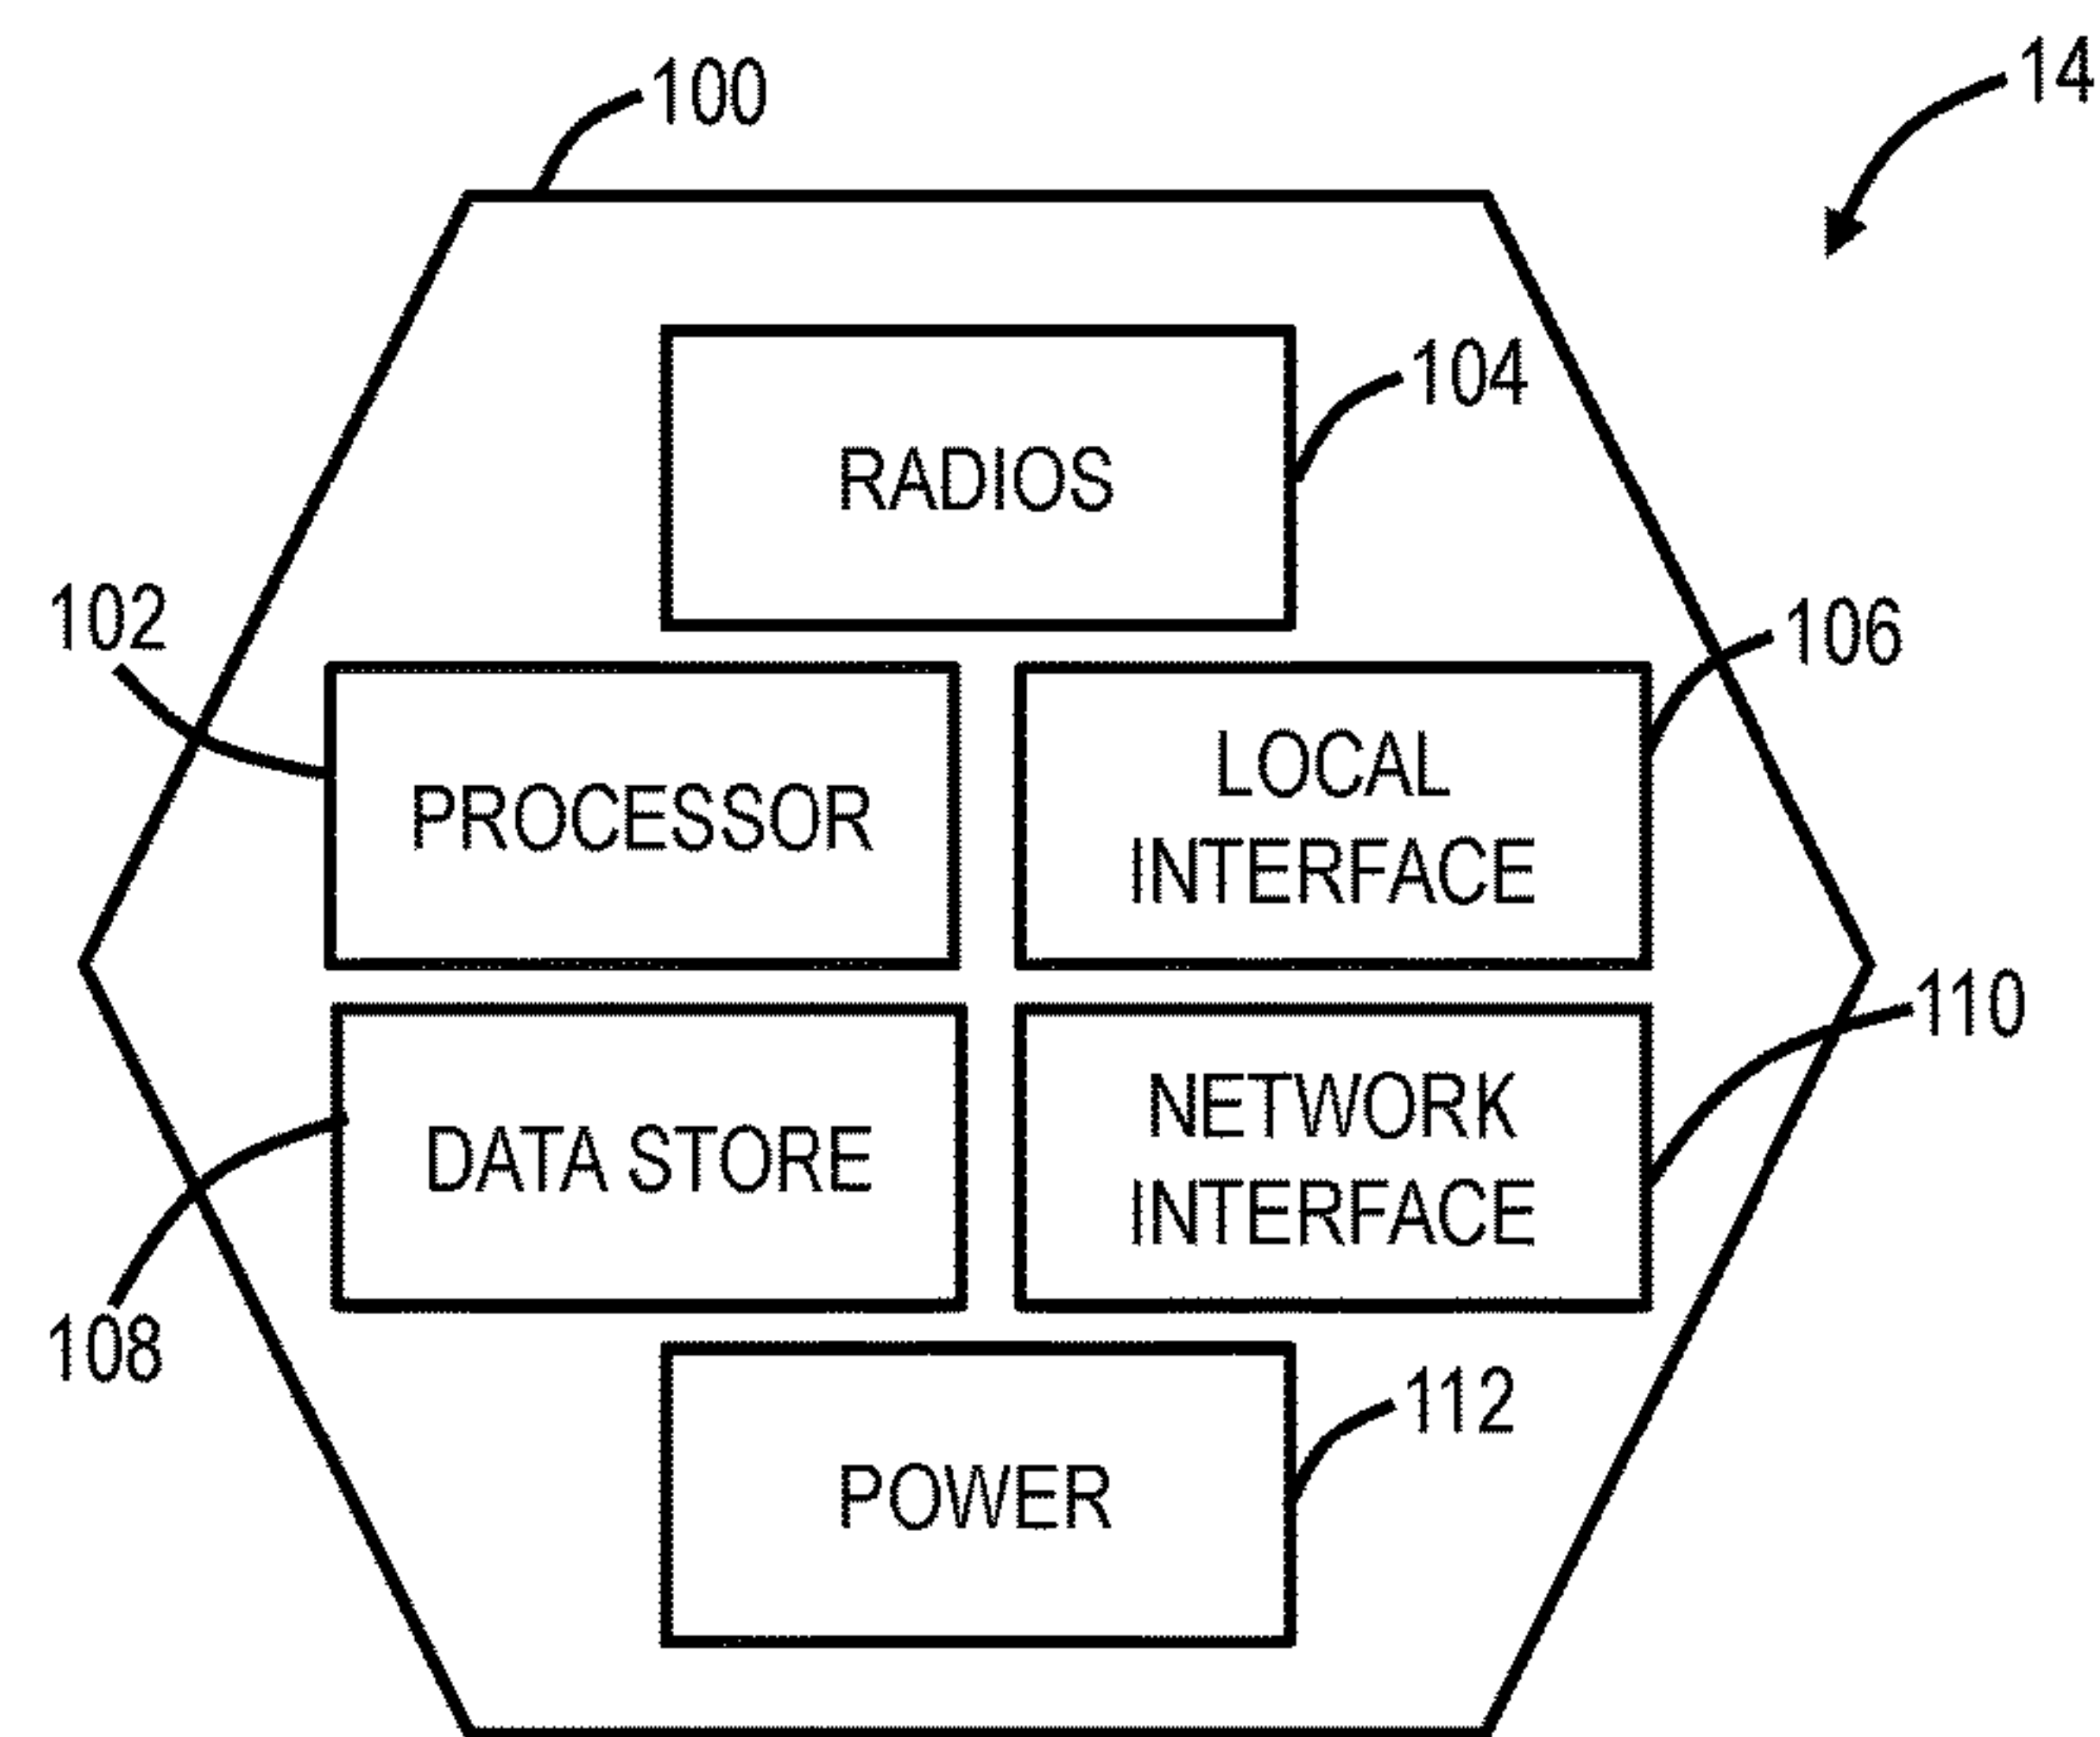 14
100
RADIOS
104
102
106
PROCESSOR
LOCAL
INTERFACE
110
DATA STORE
NETWORK
INTERFACE
108
POWER
112